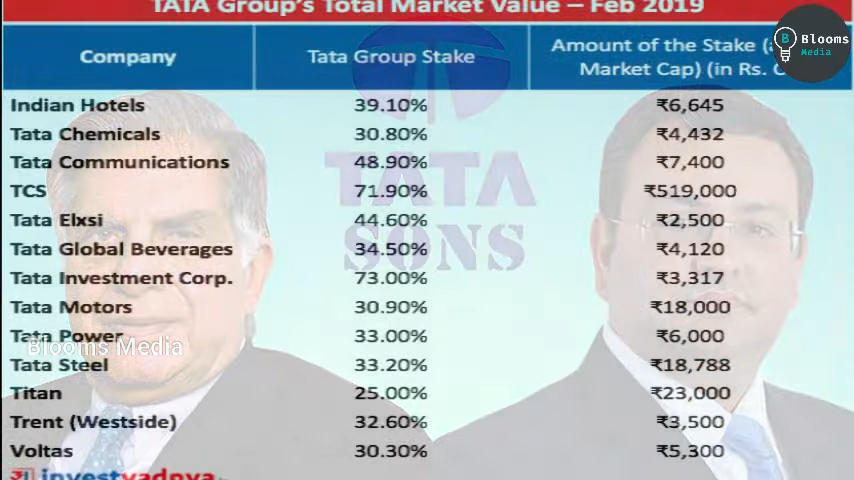 TATA Group's Total Market Value – Feb 2019
Company Tata Group Stake Amount of the Stake Market Cap) (in Rs.
Indian Hotels 39.10% ₹6,645
Tata Chemicals 30.80% ₹4,432
Tata Communications 48.90% ₹7,400
TCS 71.90% ₹519,000
Tata Elxsi 44.60% ₹2,500
Tata Global Beverages 34.50% ₹4,120
Tata Investment Corp. 73.00% ₹3,317
Tata Motors 30.90% ₹18,000
Tata Power 33.00% ₹6,000
Tata Steel 33.20% ₹18,788
Titan 25.00% ₹23,000
Trent (Westside) 32.60% ₹3,500
Voltas 30.30% ₹5,300
TATA
SONS
Blooms Media
B Blooms
Media
investyadnya